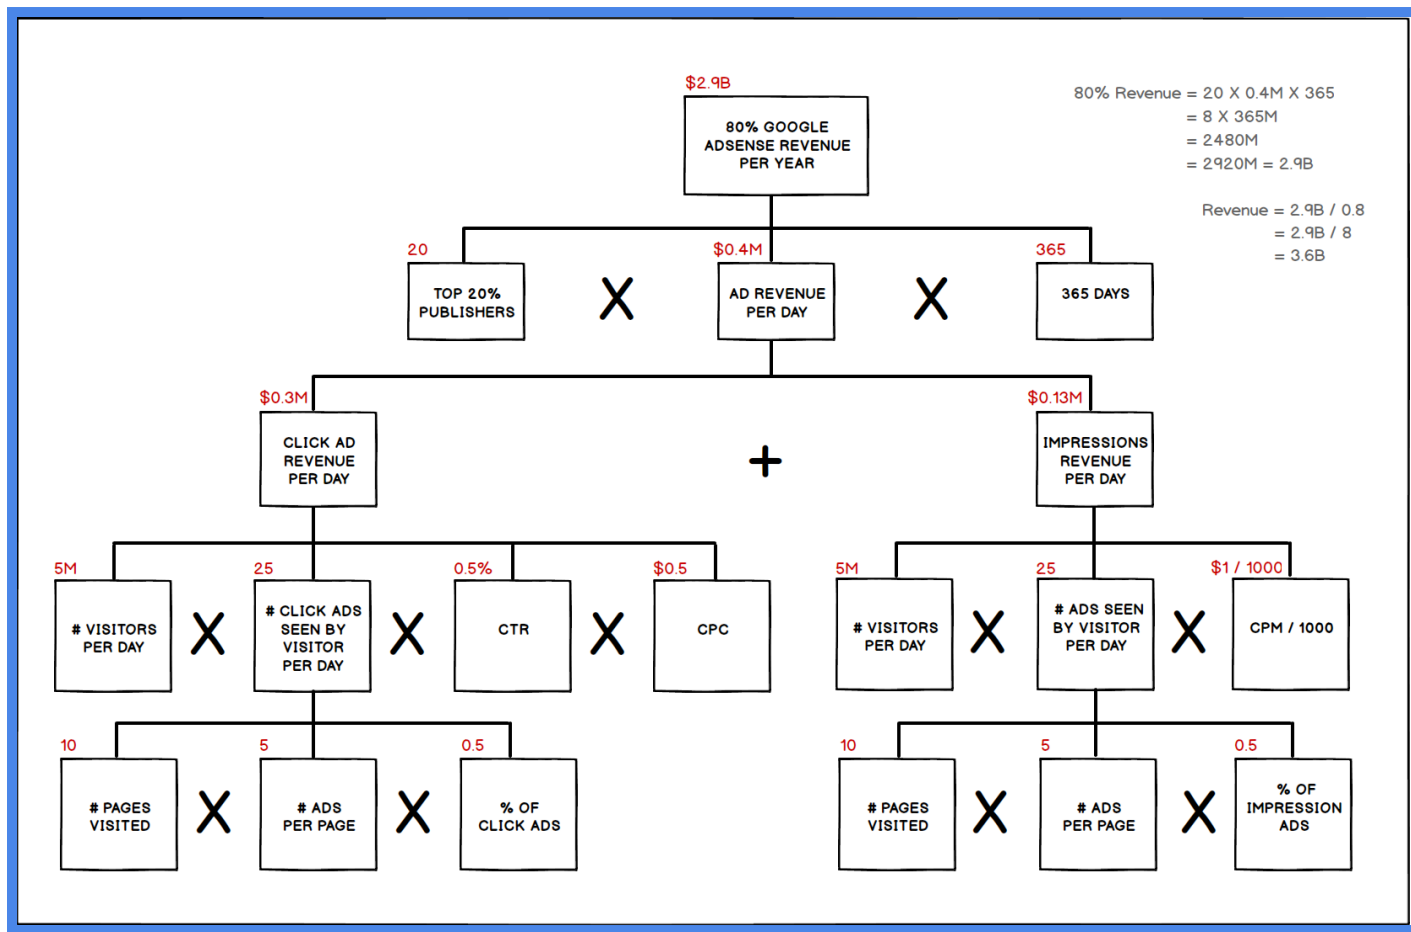 $2.9B
80% GOOGLE
ADSENSE REVENUE
PER YEAR
80% Revenue = 20 X 0.4M X 365
= 8 X 365M
= 2480M
= 2920M = 2.9B
Revenue = 2.9B / 0.8
= 2.9B / 8
= 3.6B
20
TOP 20%
PUBLISHERS
X
$0.4M
AD REVENUE
PER DAY
X
365
365 DAYS
$0.3M
CLICK AD
REVENUE
PER DAY
+
$0.13M
IMPRESSIONS
REVENUE
PER DAY
5M
# VISITORS
PER DAY
X
25
# CLICK ADS
SEEN BY
VISITOR
PER DAY
X
0.5%
CTR
X
$0.5
CPC
5M
# VISITORS
PER DAY
X
25
# ADS SEEN
BY VISITOR
PER DAY
X
$1 / 1000
CPM / 1000
10
# PAGES
VISITED
X
5
# ADS
PER PAGE
X
0.5
% OF
CLICK ADS
10
# PAGES
VISITED
X
5
# ADS
PER PAGE
X
0.5
% OF
IMPRESSION
ADS